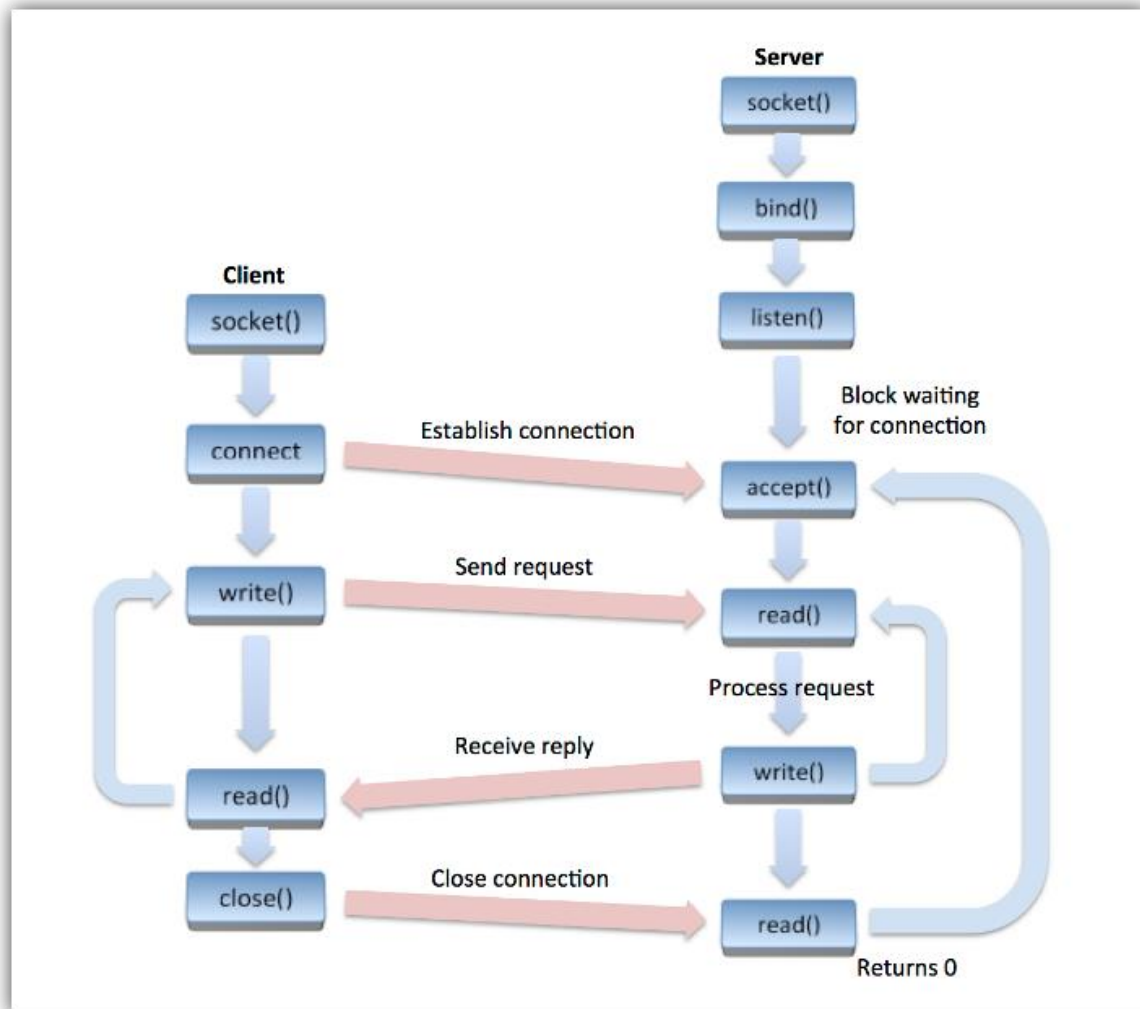 Server
socket()
bind()
Client
socket()
listen()
Block waiting
for connection
connect
Establish connection
accept()
write()
Send request
read()
Process request
Receive reply
write()
read()
Close connection
close()
read()
Returns 0